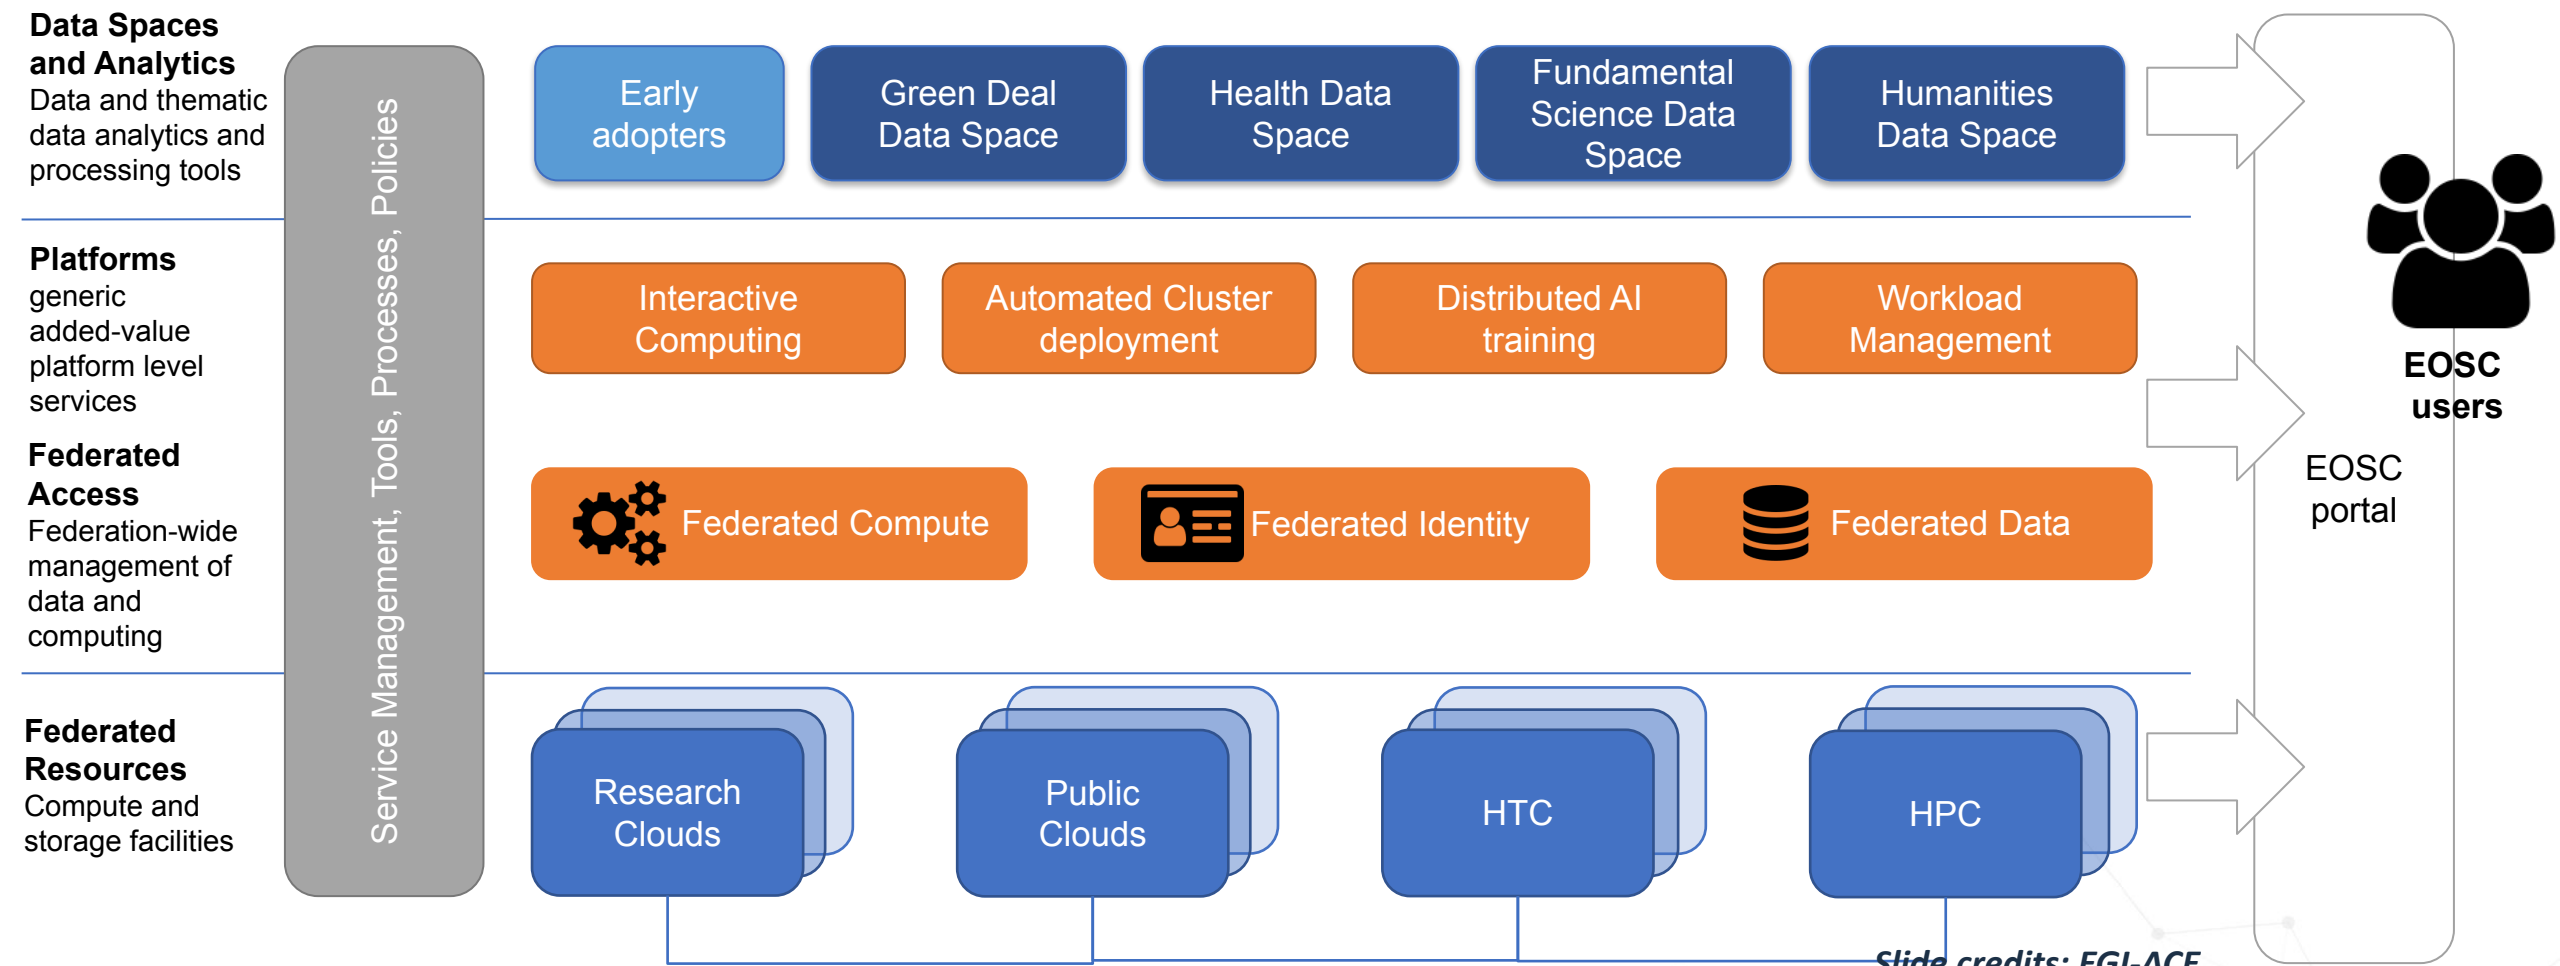 Data Spaces
and Analytics
Data and thematic
data analytics and
processing tools
Service Management, Tools, Processes, Policies
Early
adopters
Green Deal
Data Space
Health Data
Space
Fundamental
Science Data
Space
Humanities
Data Space
Platforms
generic
added-value
platform level
services
Interactive
Computing
Automated Cluster
deployment
Distributed AI
training
Workload
Management
EOSC
users
Federated
Access
Federation-wide
management of
data and
computing
Federated Compute
Federated Identity
Federated Data
EOSC
portal
Federated
Resources
Compute and
storage facilities
Research
Clouds
Public
Clouds
HTC
HPC
Slide credits: EGI-ACE